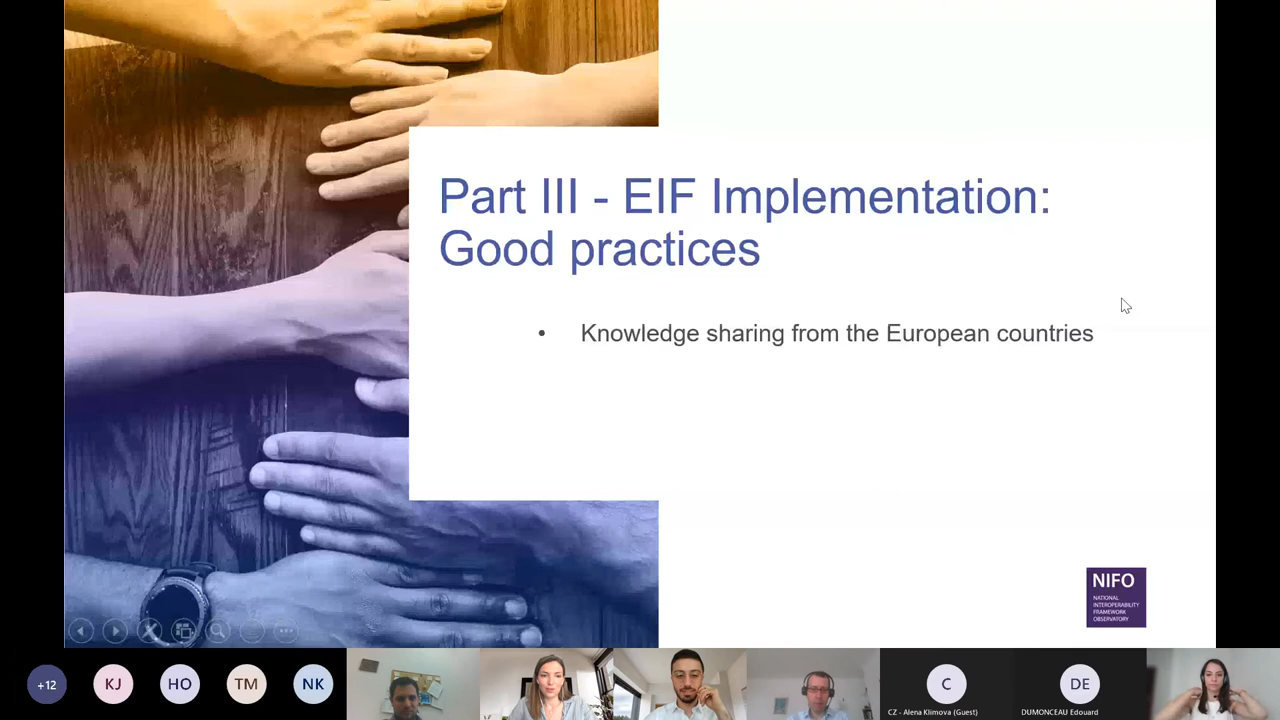 Part III - EIF Implementation:
Good practices
• Knowledge sharing from the European countries
NIFO
NATIONAL
INTEROPERABILITY
FRAMEWORK
OBSERVATORY
+12
KJ
HO
TM
NK
C
CZ - Alena Klimova (Guest)
DE
DUMONCEAU Edouard